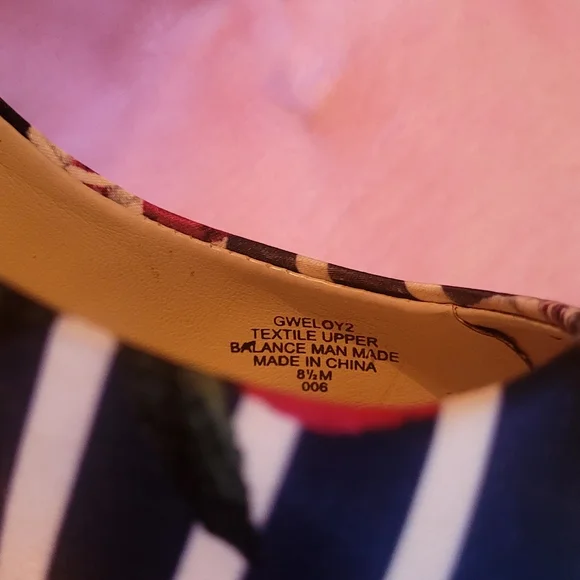 GWELOY2
TEXTILE UPPER
BALANCE MAN MADE
MADE IN CHINA
8½M
006